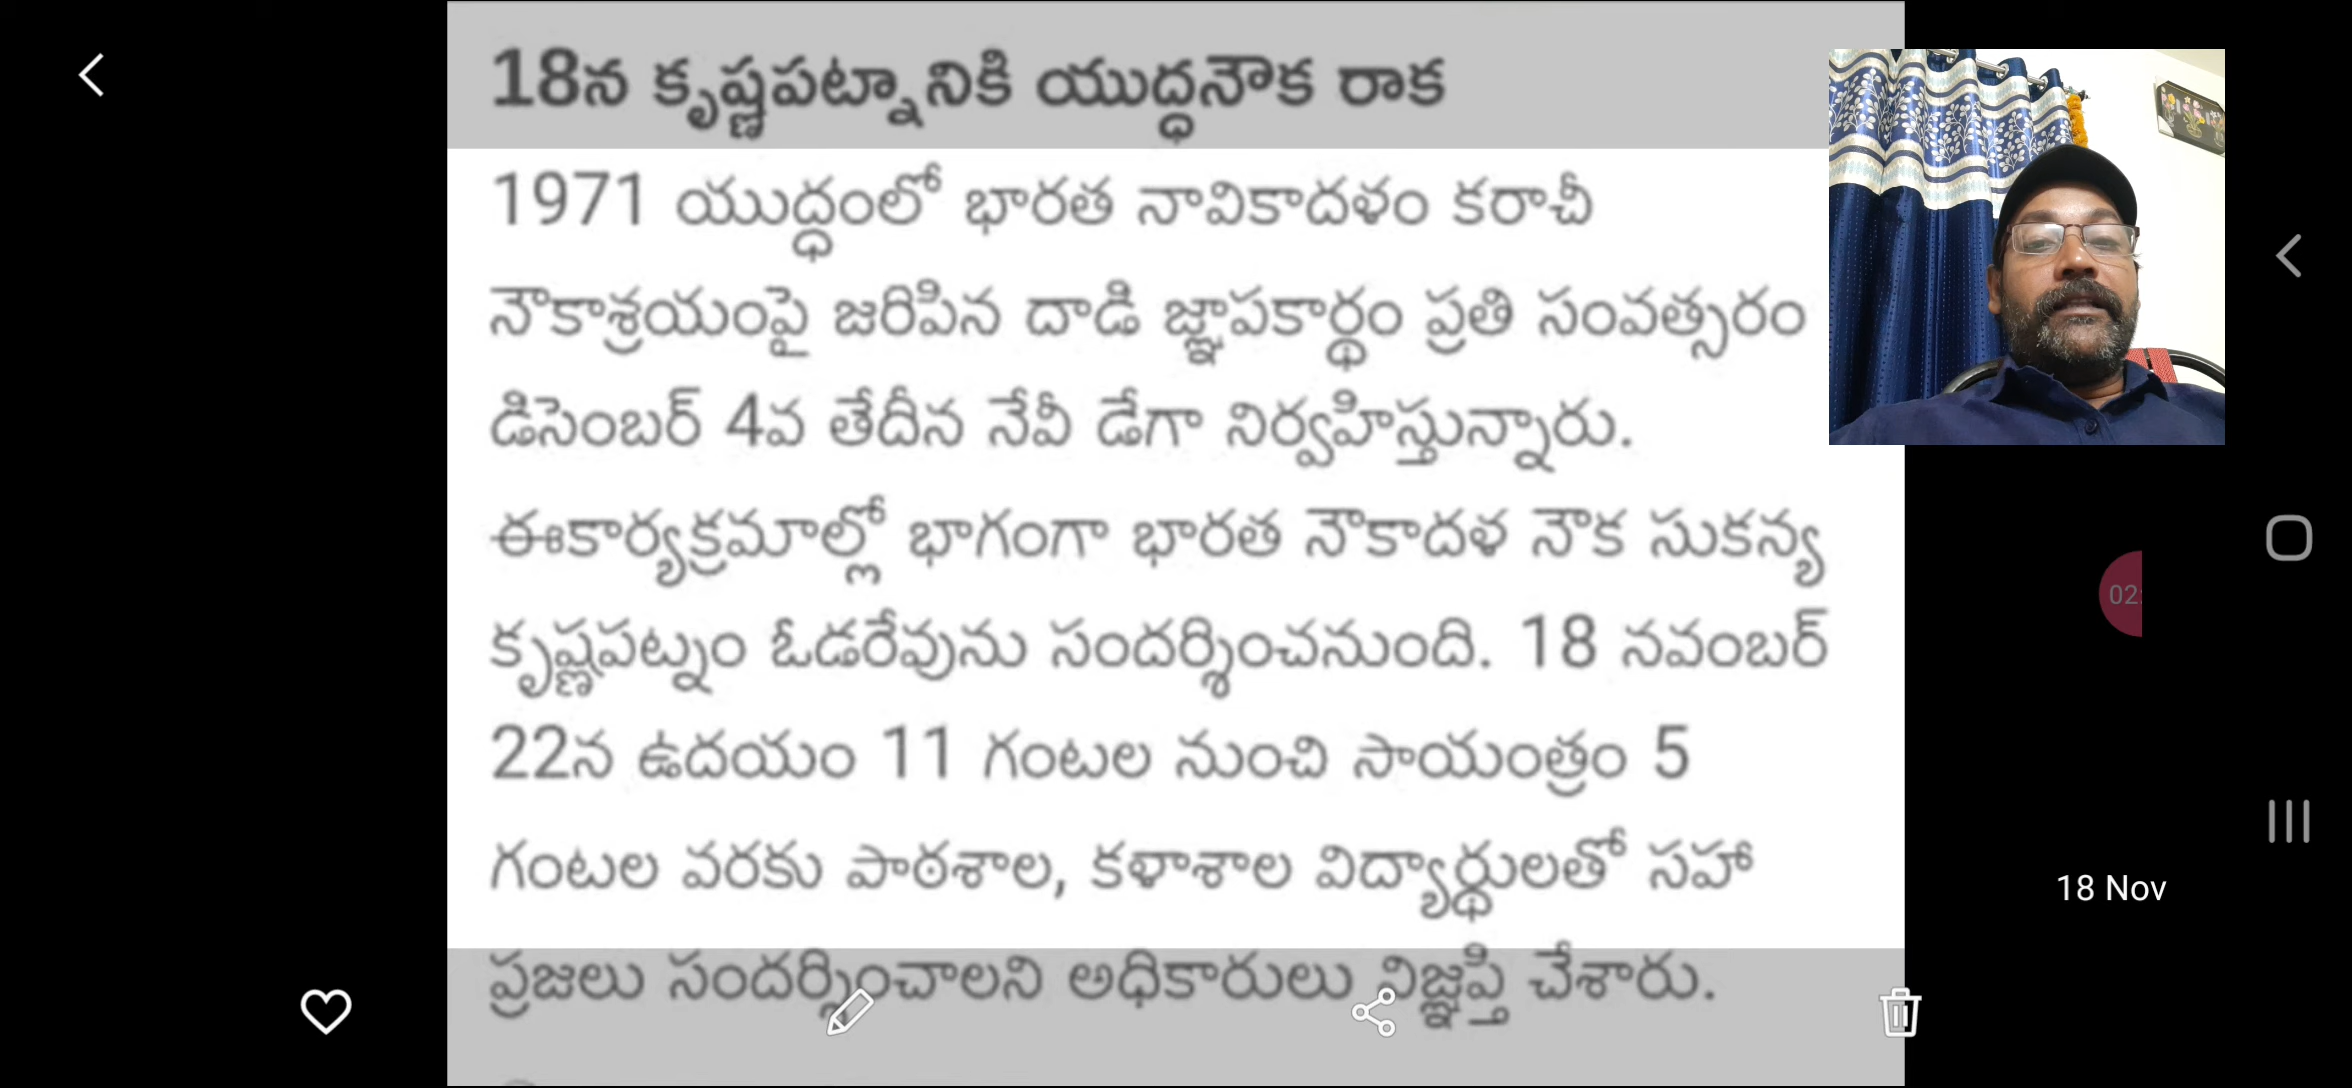 18న కృష్ణపట్నానికి యుద్ధనౌక రాక
1971 యుద్ధంలో భారత నావికాదళం కరాచీ
నౌకాశ్రయంపై జరిపిన దాడి జ్ఞాపకార్థం ప్రతి సంవత్సరం
డిసెంబర్ 4వ తేదీన నేవీ డేగా నిర్వహిస్తున్నారు.
ఈకార్యక్రమాల్లో భాగంగా భారత నౌకాదళ నౌక సుకన్య
కృష్ణపట్నం ఓడరేవును సందర్శించనుంది. 18 నవంబర్
22న ఉదయం 11 గంటల నుంచి సాయంత్రం 5
గంటల వరకు పాఠశాల, కళాశాల విద్యార్థులతో సహా
ప్రజలు సందర్శించాలని అధికారులు విజ్ఞప్తి చేశారు.
02:
18 Nov